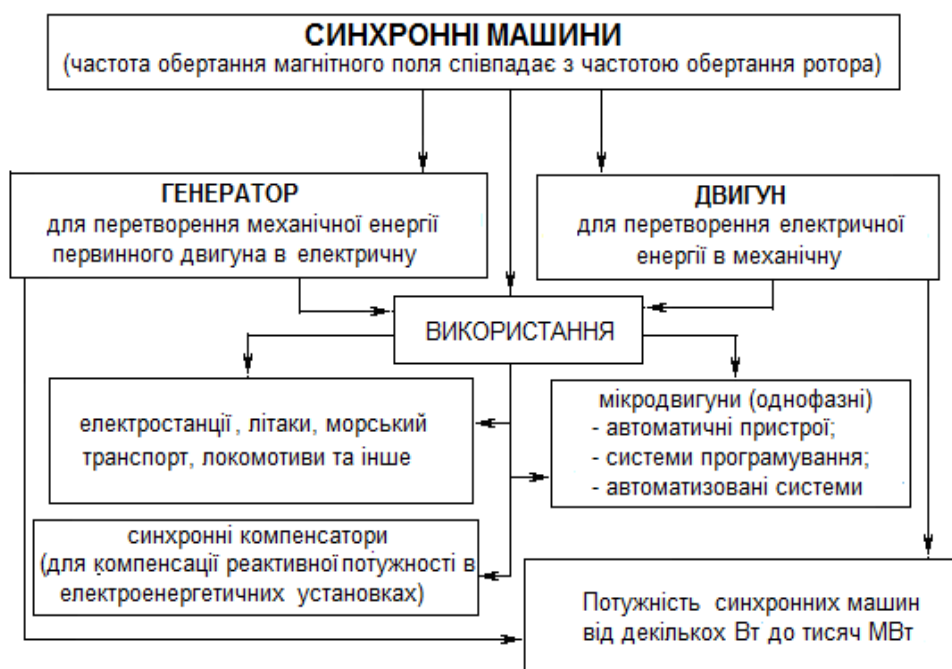 СИНХРОННІ МАШИНИ
(частота обертання магнітного поля співпадає з частотою обертання ротора)
ГЕНЕРАТОР
для перетворення механічної енергії
первинного двигуна в електричну
ДВИГУН
для перетворення електричної
енергії в механічну
ВИКОРИСТАННЯ
електростанції, літаки, морський
транспорт, локомотиви та інше
мікродвигуни (однофазні)
- автоматичні пристрої;
- системи програмування;
- автоматизовані системи
синхронні компенсатори
(для компенсації реактивної потужності в
електроенергетичних установках)
Потужність синхронних машин
від декількох Вт до тисяч МВт